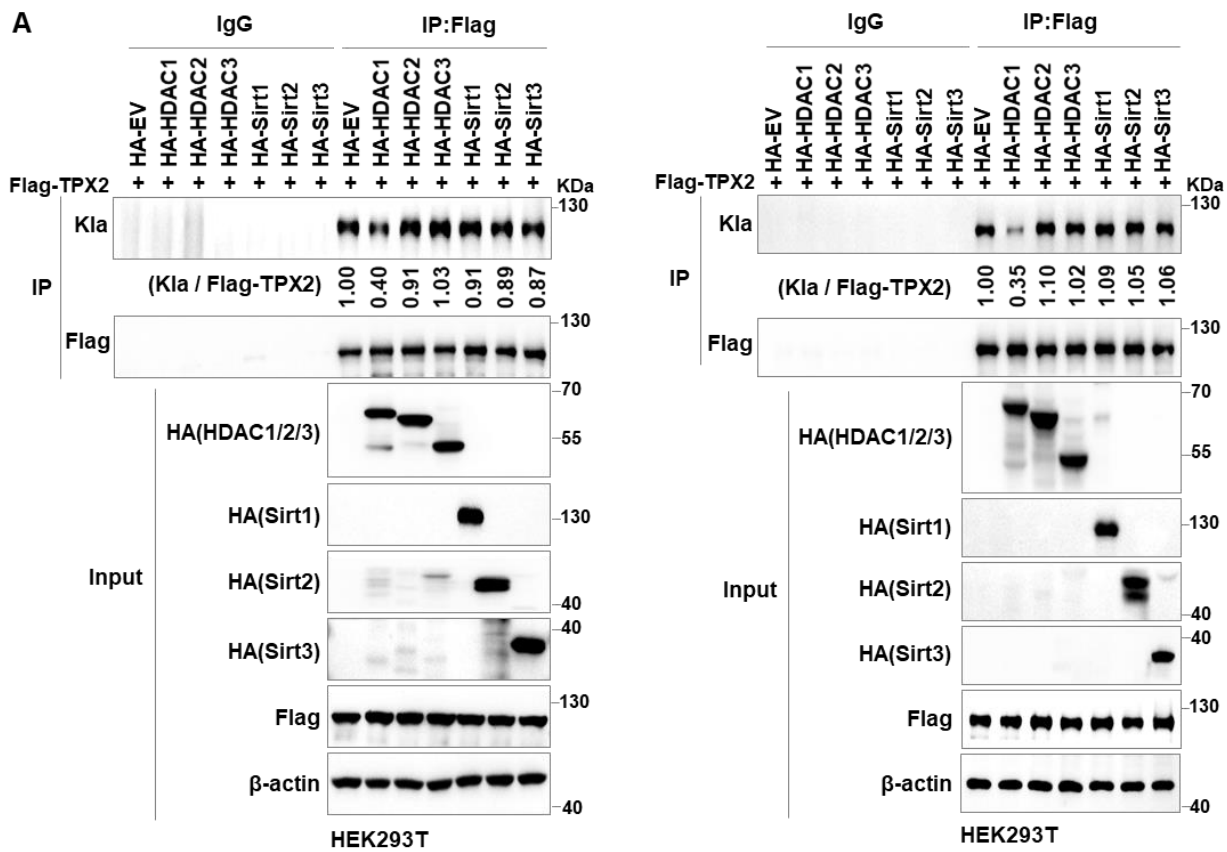 A
IgG IP:Flag
HA-EV HA-HDAC1 HA-HDAC2 HA-HDAC3 HA-Sirt1 HA-Sirt2 HA-Sirt3 HA-EV HA-HDAC1 HA-HDAC2 HA-HDAC3 HA-Sirt1 HA-Sirt2 HA-Sirt3
Flag-TPX2 + + + + + + + + + + + + + + KDa
Kla 130
IP (Kla / Flag-TPX2) 1.00 0.40 0.91 1.03 0.91 0.89 0.87
Flag 130
Input
HA(HDAC1/2/3) 70 55
HA(Sirt1) 130
HA(Sirt2) 40
HA(Sirt3) 40
Flag 130
β-actin 40
HEK293T
IgG IP:Flag
HA-EV HA-HDAC1 HA-HDAC2 HA-HDAC3 HA-Sirt1 HA-Sirt2 HA-Sirt3 HA-EV HA-HDAC1 HA-HDAC2 HA-HDAC3 HA-Sirt1 HA-Sirt2 HA-Sirt3
Flag-TPX2 + + + + + + + + + + + + + + KDa
Kla 130
IP (Kla / Flag-TPX2) 1.00 0.35 1.10 1.02 1.09 1.05 1.06
Flag 130
Input
HA(HDAC1/2/3) 70 55
HA(Sirt1) 130
HA(Sirt2) 40
HA(Sirt3) 40
Flag 130
β-actin 40
HEK293T